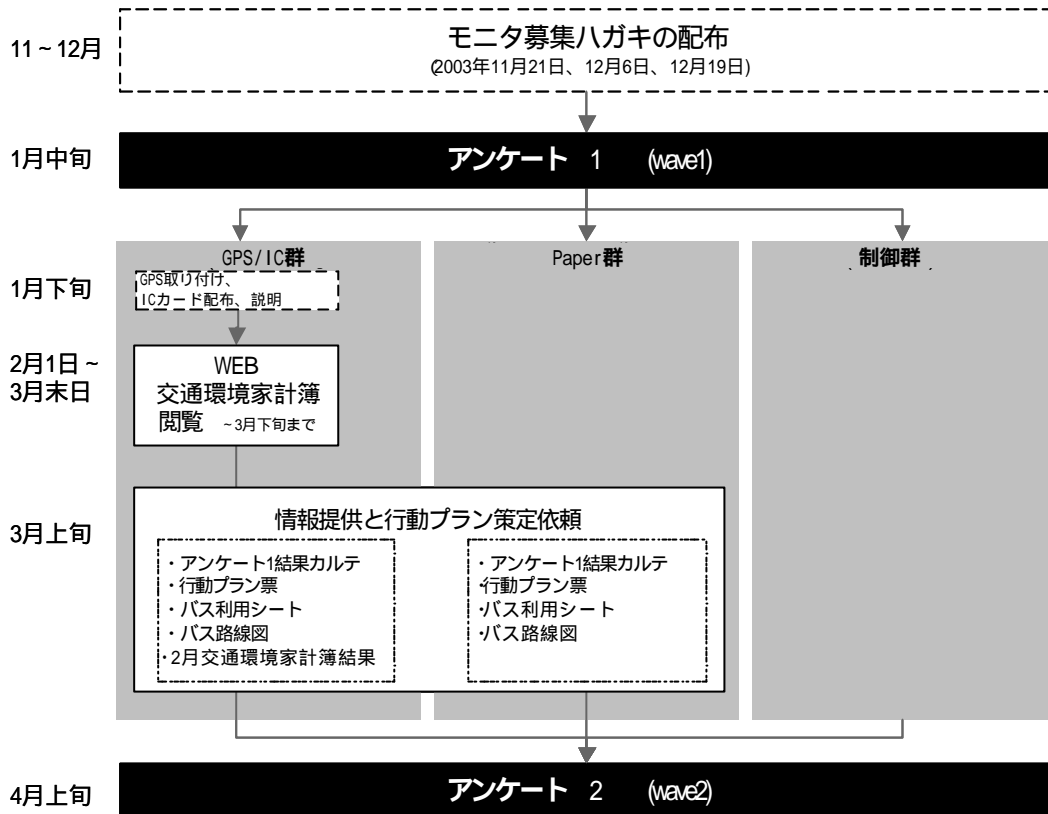 11～12月
モニタ募集ハガキの配布
(2003年11月21日、12月6日、12月19日)
1月中旬
アンケート 1 (wave1)
GPS/IC群
Paper群
制御群
1月下旬
GPS取り付け、
ICカード配布、説明
2月1日～
3月末日
WEB
交通環境家計簿
閲覧 ~3月下旬まで
3月上旬
情報提供と行動プラン策定依頼
・アンケート1結果カルテ
・行動プラン票
・バス利用シート
・バス路線図
・2月交通環境家計簿結果
・アンケート1結果カルテ
・行動プラン票
・バス利用シート
・バス路線図
4月上旬
アンケート 2 (wave2)